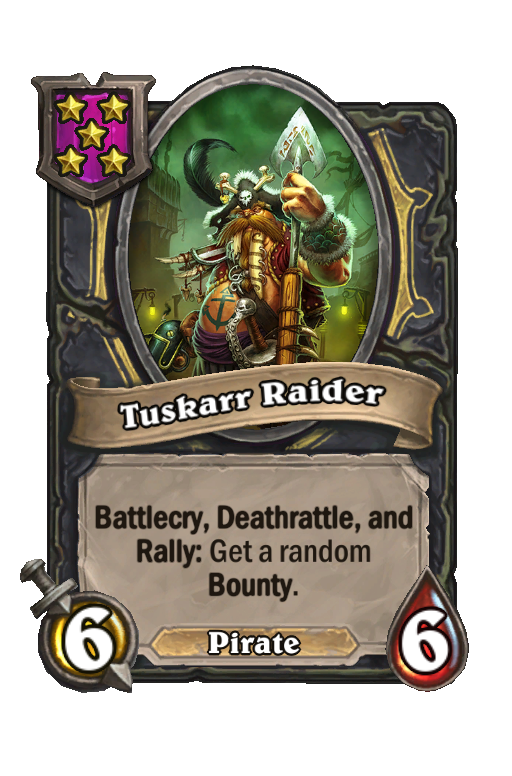 Tuskarr Raider
Battlecry, Deathrattle, and
Rally: Get a random
Bounty.
6
Pirate
6